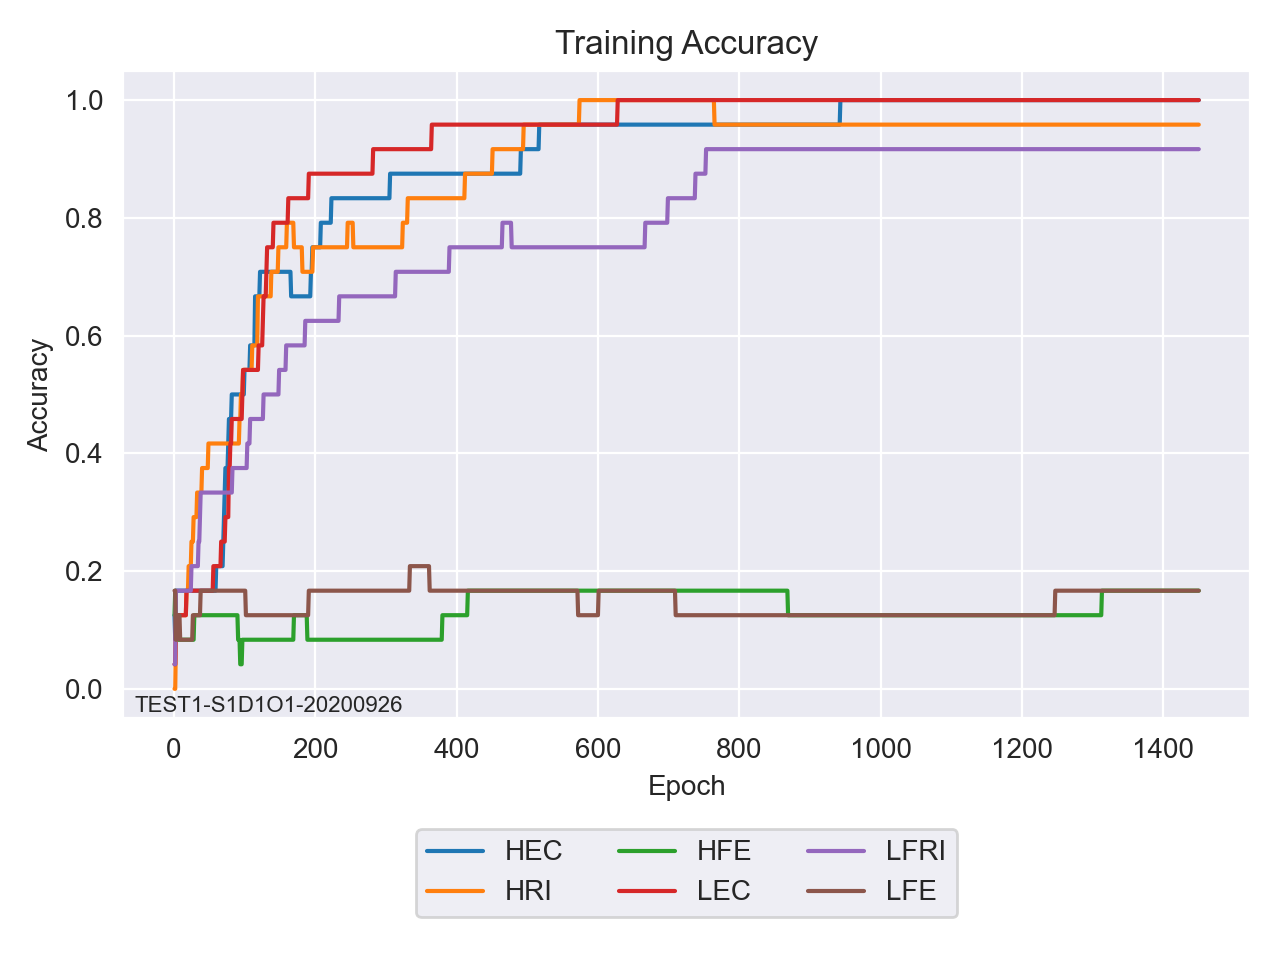 Training Accuracy
1.0
0.8
0.6
0.4
0.2
0.0
Accuracy
TEST1-S1D1O1-20200926
0 200 400 600 800 1000 1200 1400
Epoch
HEC HFE LFRI
HRI LEC LFE